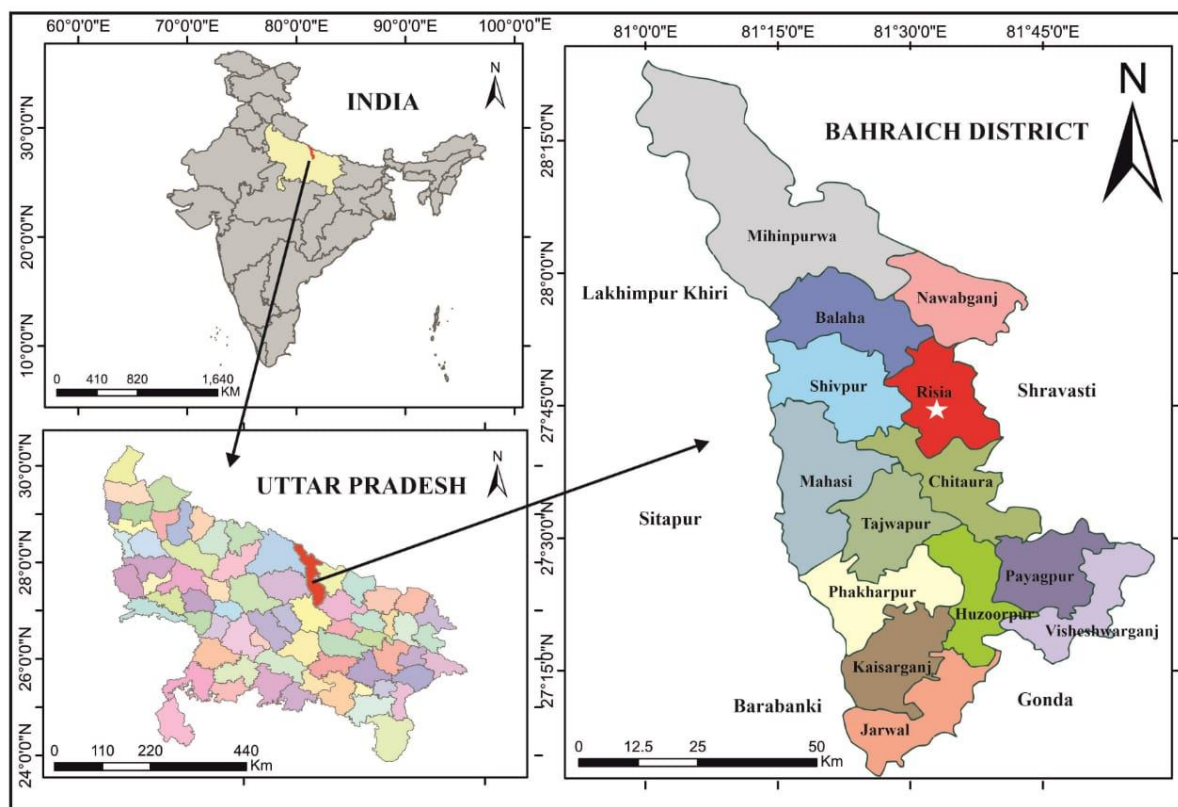 60°0'0"E 70°0'0"E 80°0'0"E 90°0'0"E 100°0'0"E
N
INDIA
30°0'0"N
20°0'0"N
10°0'0"N
0 410 820 1,640
KM
N
UTTAR PRADESH
30°0'0"N
28°0'0"N
26°0'0"N
24°0'0"N
0 110 220 440
Km
81°0'0"E 81°15'0"E 81°30'0"E 81°45'0"E
N
BAHRAICH DISTRICT
28°15'0"N
28°0'0"N
27°45'0"N
27°30'0"N
27°15'0"N
Mihinpurwa
Lakhimpur Khiri
Nawabganj
Balaha
Shivpur
Risia
Shravasti
Mahasi
Chitaura
Sitapur
Tajwapur
Payagpur
Phakharpur
Huzoorpur
Visheshwarganj
Kaisarganj
Barabanki
Gonda
Jarwal
0 12.5 25 50
Km